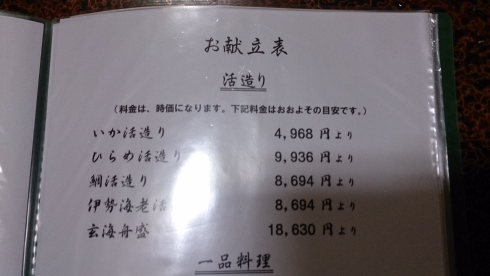 お献立表
活造り
(料金は、時価になります。下記料金はおおよその目安です。)
いか活造り 4,968 円より
ひらめ活造り 9,936 円より
鯛活造り 8,694 円より
伊勢海老活 8,694 円より
玄海舟盛 18,630 円より
一品料理